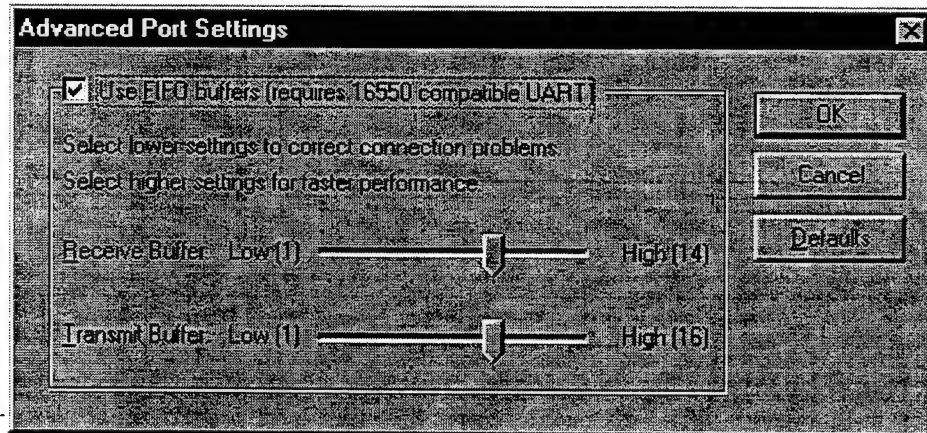 Advanced Port Settings
Use FIFO buffers (requires 16550 compatible UART)
OK
Select lower settings to correct connection problems.
Select higher settings for faster performance.
Cancel
Defaults
Receive Buffer: Low (1) High (14)
Transmit Buffer: Low (1) High (16)